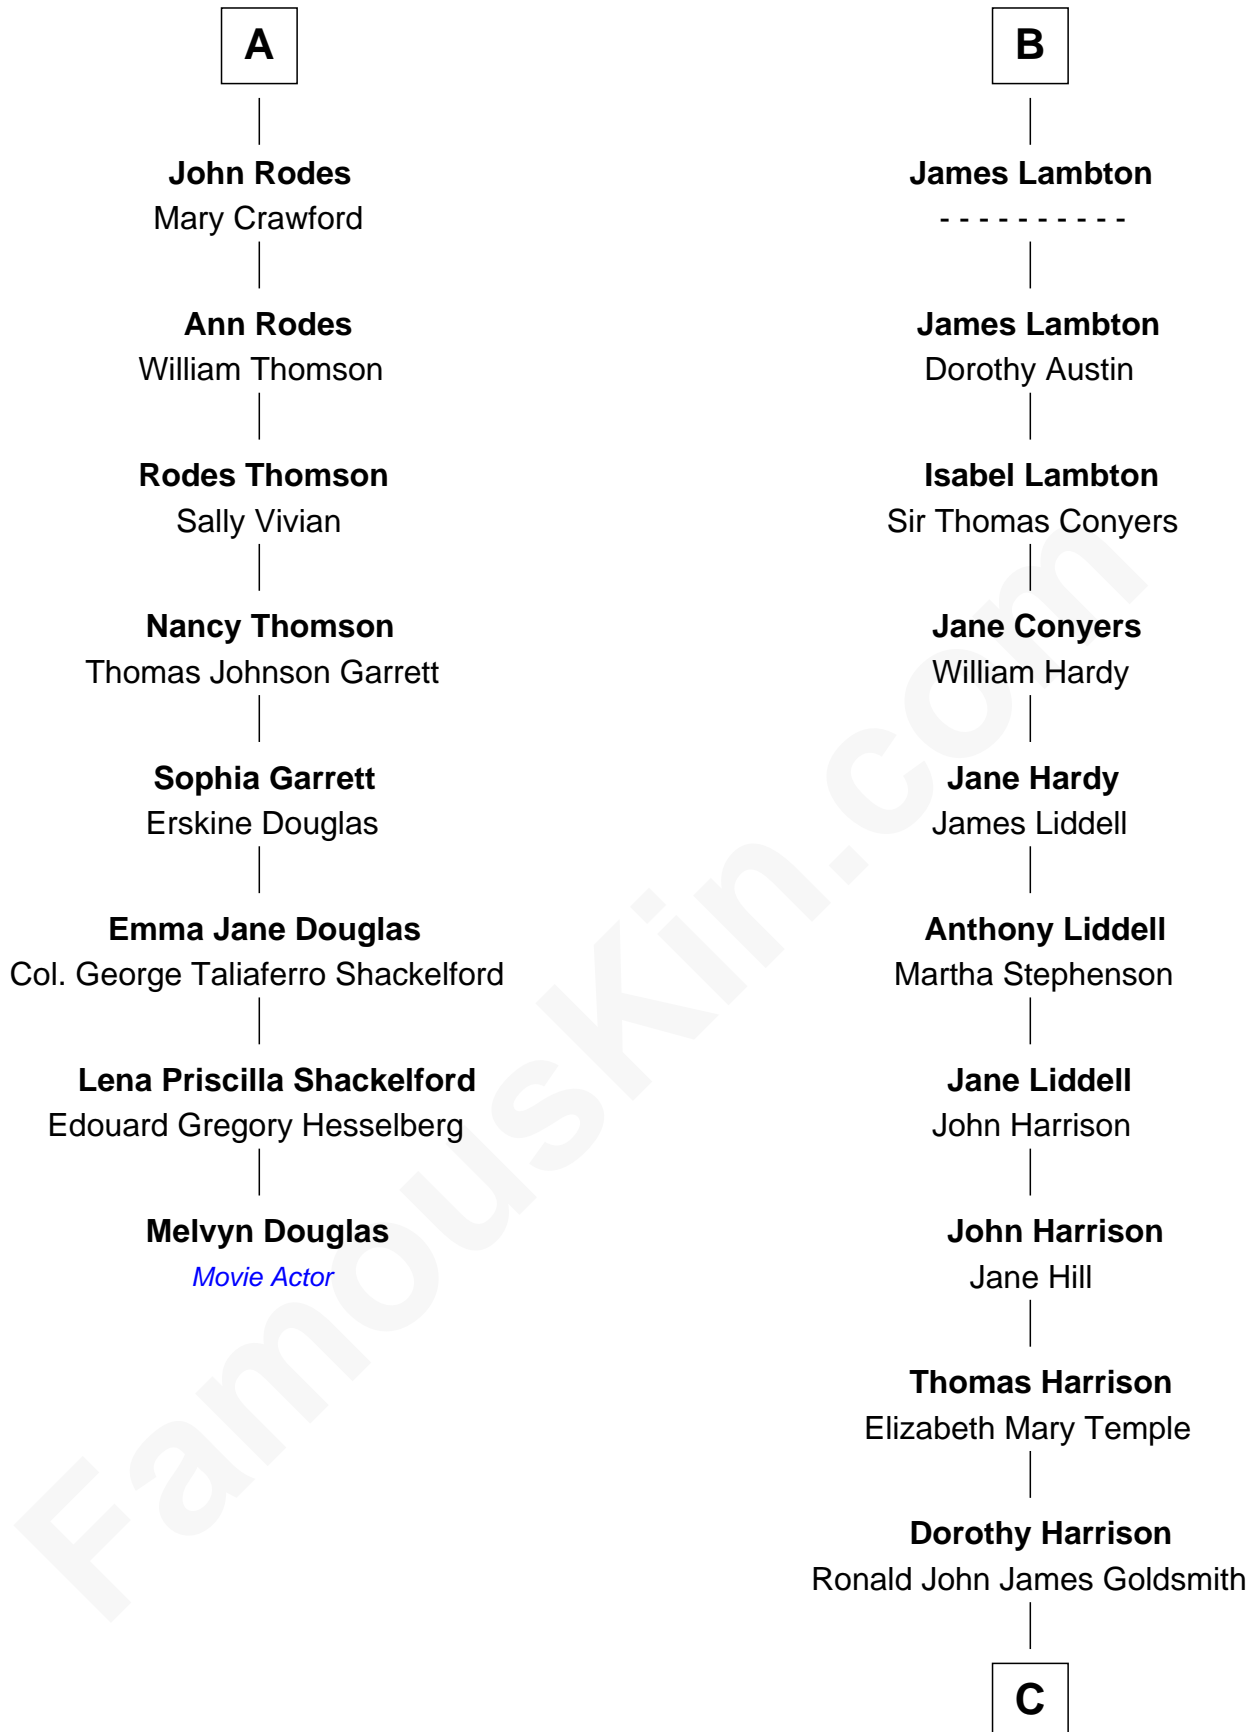 A
John Rodes
Mary Crawford
Ann Rodes
William Thomson
Rodes Thomson
Sally Vivian
Nancy Thomson
Thomas Johnson Garrett
Sophia Garrett
Erskine Douglas
Emma Jane Douglas
Col. George Taliaferro Shackelford
Lena Priscilla Shackelford
Edouard Gregory Hesselberg
Melvyn Douglas
Movie Actor
B
James Lambton
- - - - - - - - - -
James Lambton
Dorothy Austin
Isabel Lambton
Sir Thomas Conyers
Jane Conyers
William Hardy
Jane Hardy
James Liddell
Anthony Liddell
Martha Stephenson
Jane Liddell
John Harrison
John Harrison
Jane Hill
Thomas Harrison
Elizabeth Mary Temple
Dorothy Harrison
Ronald John James Goldsmith
C
FamousKin.com